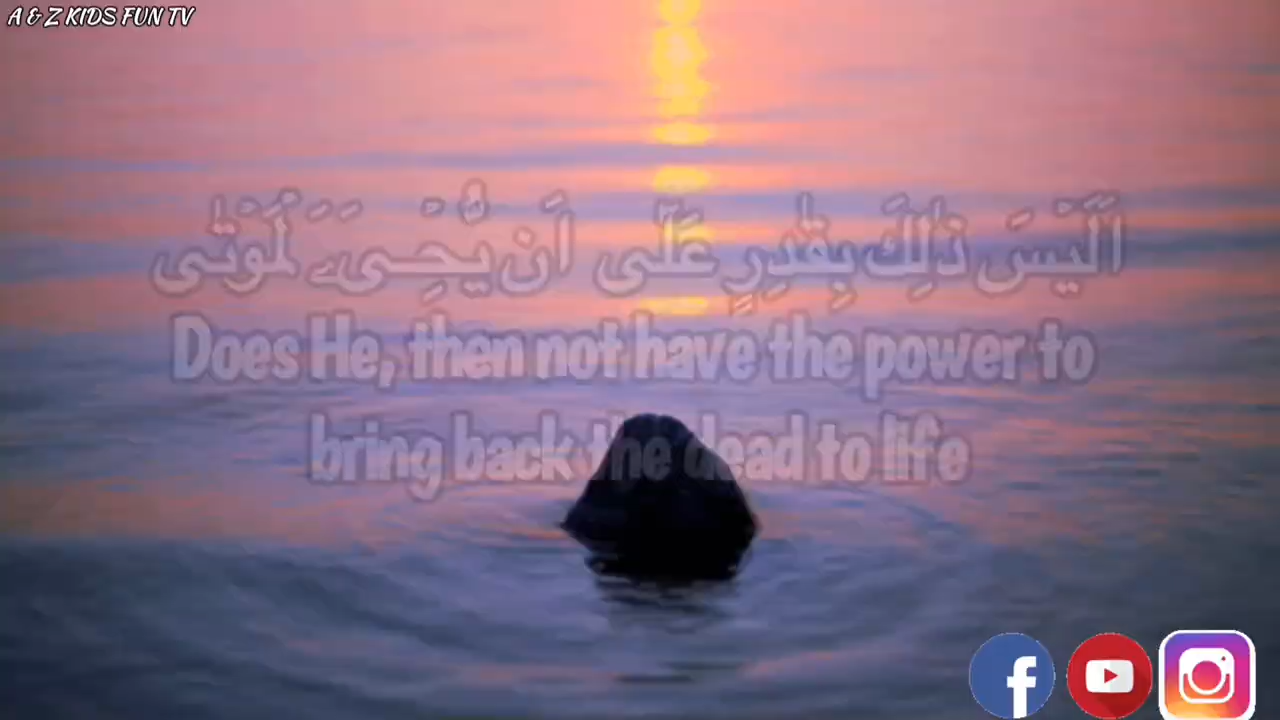 A & Z KIDS FUN TV
اَلَيْسَ ذٰلِكَ بِقٰدِرٍ عَلٰٓى اَنْ يُّحْـِىَۧ الْمَوْتٰى
Does He, then not have the power to
bring back the dead to life